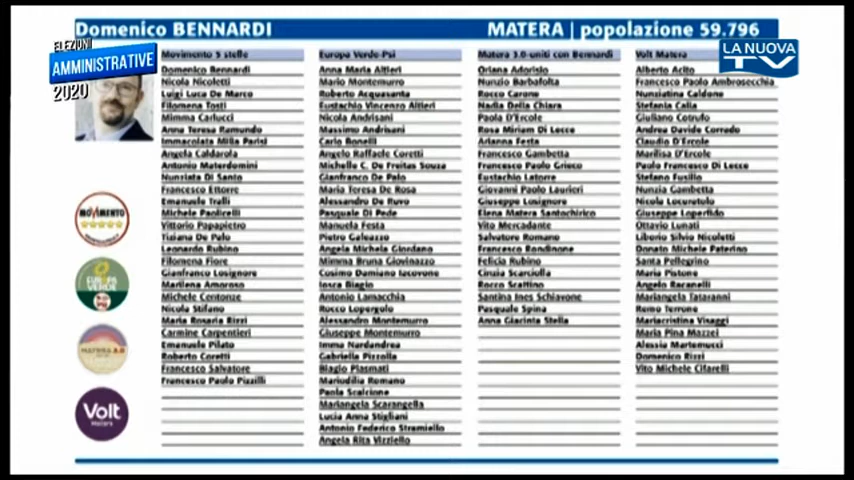 Domenico BENNARDI
MATERA | popolazione 59.796
ELEZIONI
AMMINISTRATIVE
2020
LA NUOVA
TV
Movimento 5 stelle
Domenico Bennardi
Nicola Nicoletti
Luigi Luca De Marco
Filomena Tosti
Mimma Carlucci
Anna Teresa Ramundo
Immacolata Milia Parisi
Angela Caldarola
Antonio Materdomini
Nunziata Di Santo
Francesco Ettorre
Emanuele Tralli
Michele Paolicelli
Vittorio Papapietro
Tiziana De Palo
Leonardo Rubino
Filomena Fiore
Gianfranco Losignore
Marilena Amoroso
Michele Centonze
Nicola Stifano
Maria Rosaria Rizzi
Carmine Carpentieri
Emanuele Pilato
Roberto Coretti
Francesco Salvatore
Francesco Paolo Pizzilli
Europa Verde-Psi
Anna Maria Altieri
Mario Montemurro
Roberto Acquasanta
Eustachio Vincenzo Altieri
Nicola Andrisani
Massimo Andrisani
Carlo Bonelli
Angelo Raffaele Coretti
Michelle C. De Freitas Souza
Gianfranco De Palo
Maria Teresa De Rosa
Alessandro De Ruvo
Pasquale Di Pede
Manuela Festa
Pietro Galeazzo
Angela Michela Giordano
Mimma Bruna Giovinazzo
Cosimo Damiano Iacovone
Iosca Biagio
Antonio Lamacchia
Rocco Lopergolo
Alessandro Montemurro
Giuseppe Montemurro
Imma Nardandrea
Gabriella Pizzolla
Biagio Plasmati
Mariudilia Romano
Paola Scalcione
Mariangela Scarangella
Lucia Anna Stigliani
Antonio Federico Stramiello
Angela Rita Vizziello
Matera 3.0-uniti con Bennardi
Oriana Adorisio
Nunzio Barbafolta
Rocco Carone
Nadia Della Chiara
Paola D'Ercole
Rosa Miriam Di Lecce
Arianna Festa
Francesco Gambetta
Francesco Paolo Grieco
Eustachio Latorre
Giovanni Paolo Laurieri
Giuseppe Losignore
Elena Matera Santochirico
Vito Mercadante
Salvatore Romano
Francesco Rondinone
Felicia Rubino
Cinzia Scarciolla
Rocco Scattino
Santina Ines Schiavone
Pasquale Spina
Anna Giacinta Stella
Volt Matera
Alberto Acito
Francesco Paolo Ambrosecchia
Nunziatina Caldone
Stefania Calia
Giuliano Cotrufo
Andrea Davide Corrado
Claudio D'Ercole
Marilisa D'Ercole
Paolo Francesco Di Lecce
Stefano Fusillo
Nunzia Gambetta
Nicola Locuratolo
Giuseppe Loperfido
Ottavio Lunati
Liborio Silvio Nicoletti
Donato Michele Paterino
Santa Pellegrino
Maria Pistone
Angelo Racanelli
Mariangela Tataranni
Remo Terrone
Mariacristina Visaggi
Maria Pina Mazzei
Alessia Martemucci
Domenico Rizzi
Vito Michele Cifarelli
MOVIMENTO
EUROPA
VERDE
MATERA 3.0
Volt
Matera